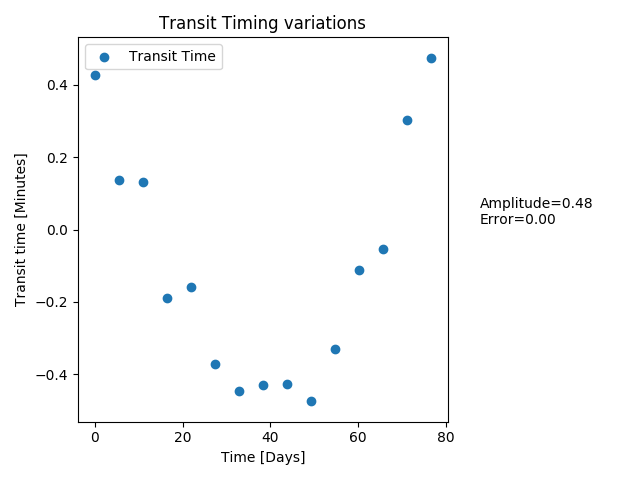 Transit Timing variations
Transit Time
Transit time [Minutes]
0.4
0.2
0.0
−0.2
−0.4
0
20
40
60
80
Time [Days]
Amplitude=0.48
Error=0.00